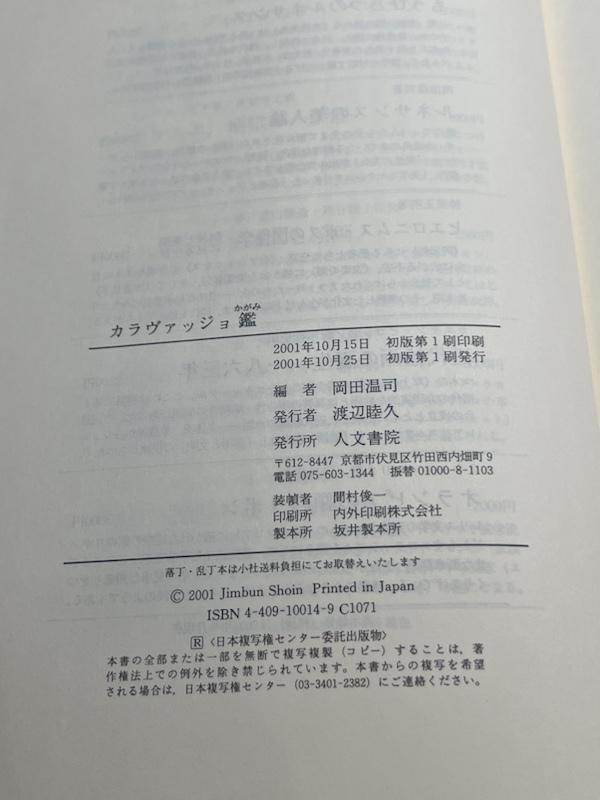 カラヴァッジョ鑑
かがみ
2001年10月15日 初版第1刷印刷
2001年10月25日 初版第1刷発行
編 者 岡田温司
発行者 渡辺睦久
発行所 人文書院
〒612-8447 京都市伏見区竹田西内畑町9
電話 075-603-1344 振替 01000-8-1103
装幀者 間村俊一
印刷所 内外印刷株式会社
製本所 坂井製本所
落丁・乱丁本は小社送料負担にてお取替えいたします
© 2001 Jimbun Shoin Printed in Japan
ISBN 4-409-10014-9 C1071
R〈日本複写権センター委託出版物〉
本書の全部または一部を無断で複写複製（コピー）することは，著
作権法上での例外を除き禁じられています。本書からの複写を希望
される場合は，日本複写権センター（03-3401-2382）にご連絡ください。